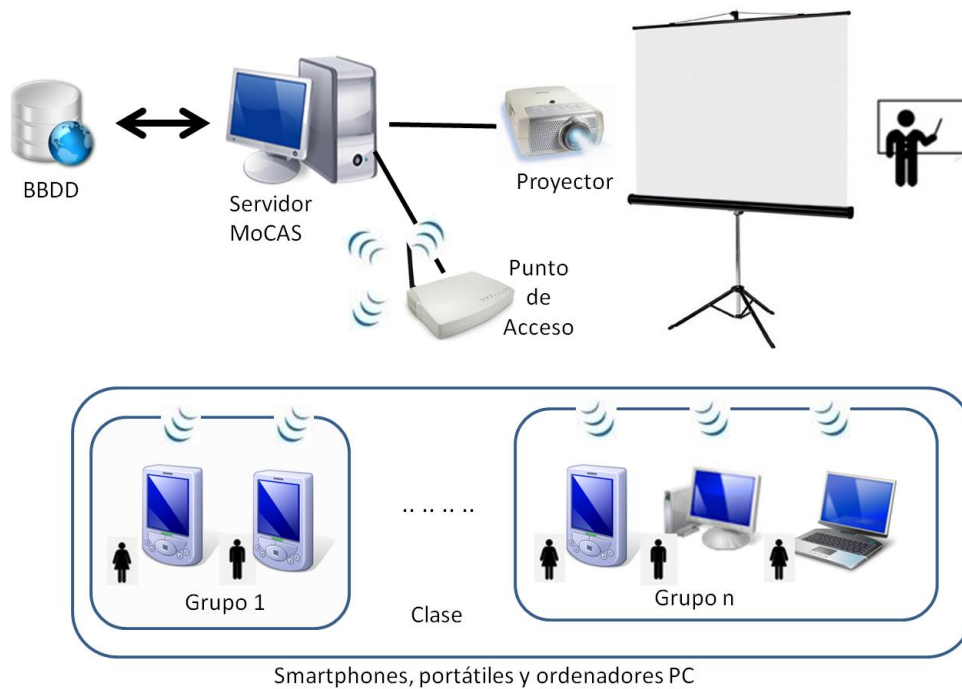 BBDD
Servidor
MoCAS
Proyector
Punto
de
Acceso
Grupo 1
.. .. .. ..
Clase
Grupo n
Smartphones, portátiles y ordenadores PC